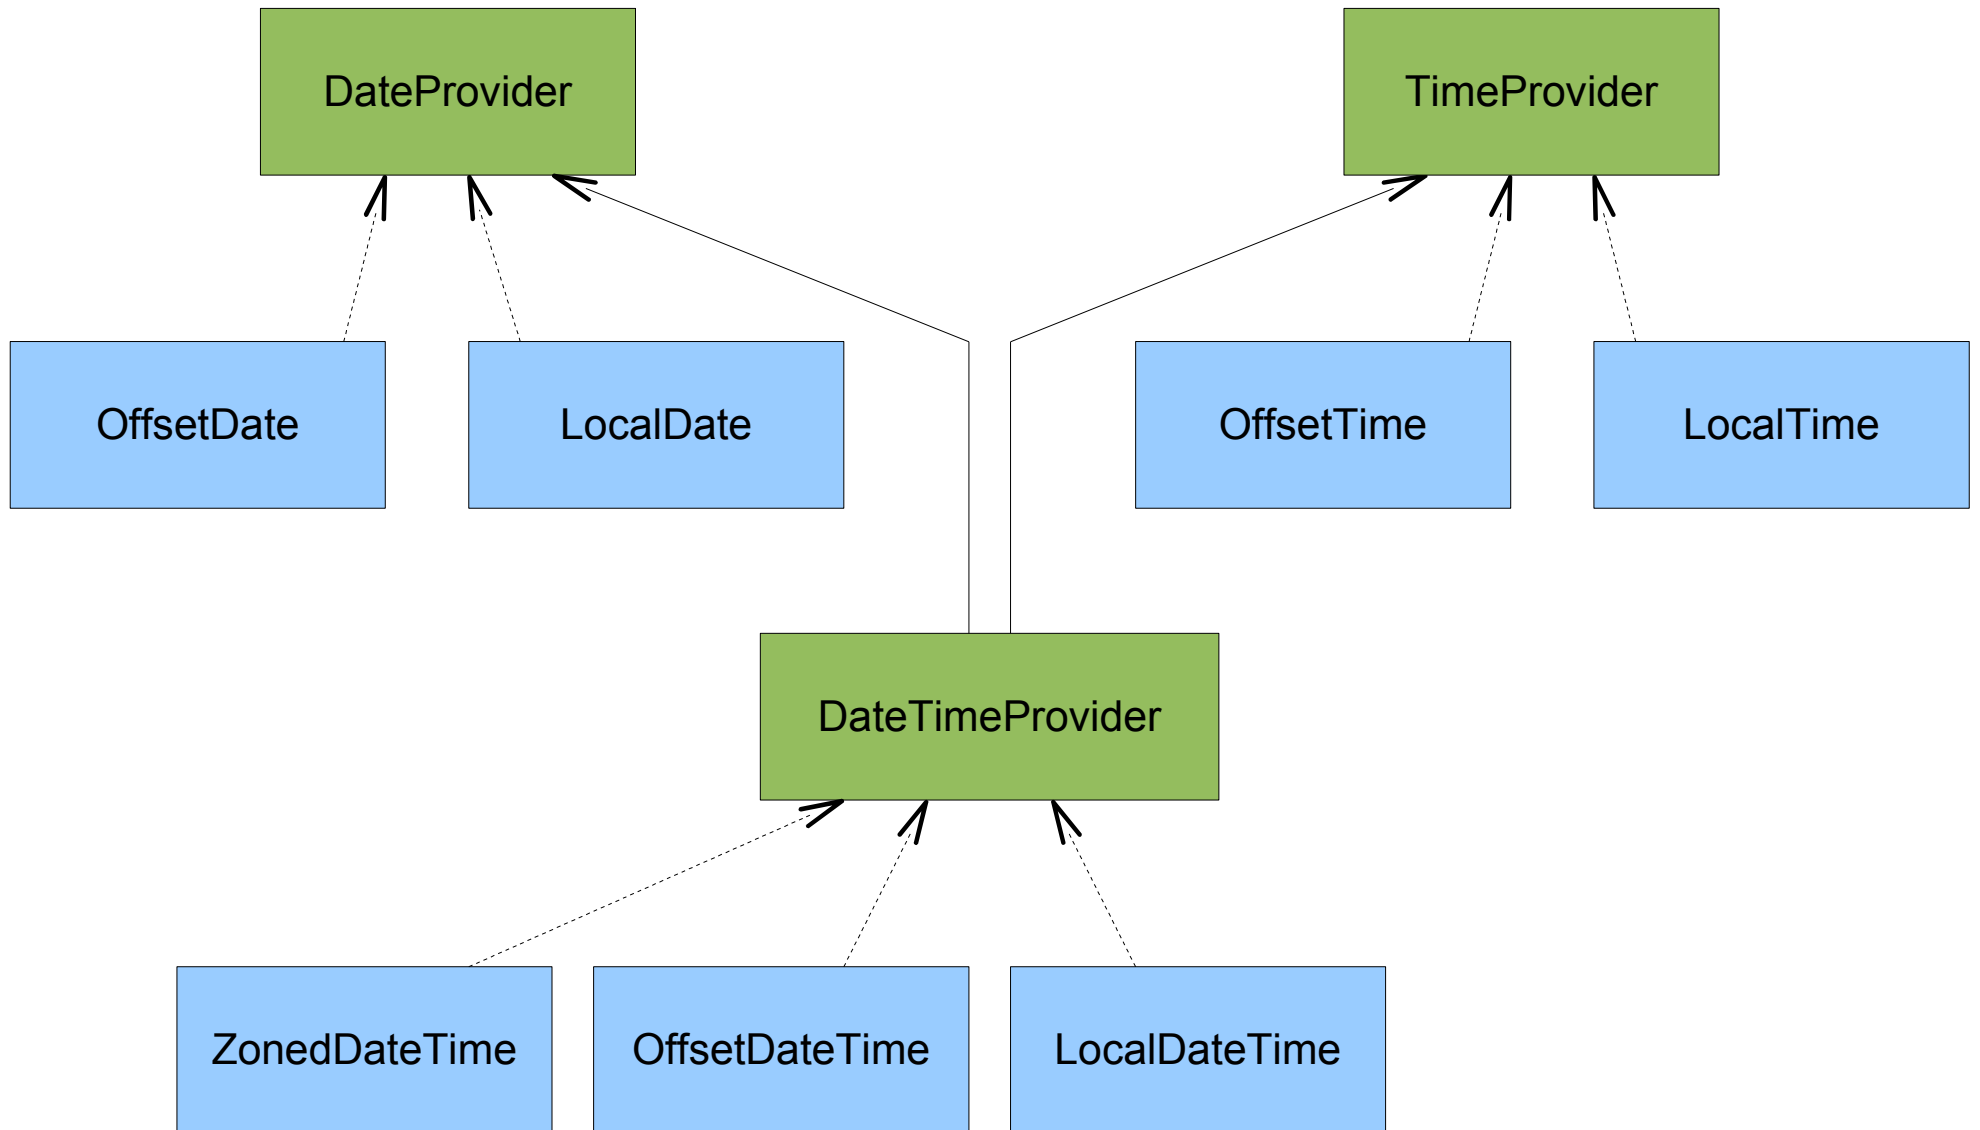 DateProvider
TimeProvider
OffsetDate
LocalDate
OffsetTime
LocalTime
DateTimeProvider
ZonedDateTime
OffsetDateTime
LocalDateTime